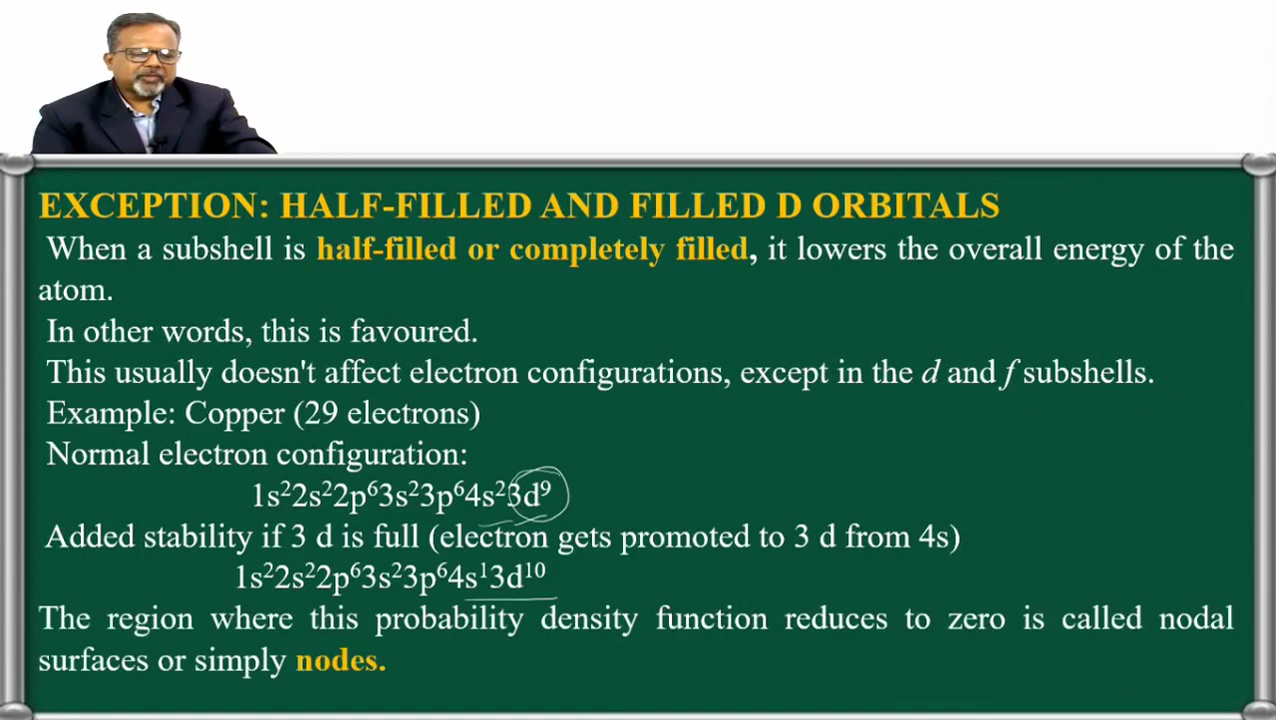 EXCEPTION: HALF-FILLED AND FILLED D ORBITALS
When a subshell is half-filled or completely filled, it lowers the overall energy of the
atom.
In other words, this is favoured.
This usually doesn't affect electron configurations, except in the d and f subshells.
Example: Copper (29 electrons)
Normal electron configuration:
1s²2s²2p⁶3s²3p⁶4s²3d⁹
Added stability if 3 d is full (electron gets promoted to 3 d from 4s)
1s²2s²2p⁶3s²3p⁶4s¹3d¹⁰
The region where this probability density function reduces to zero is called nodal
surfaces or simply nodes.